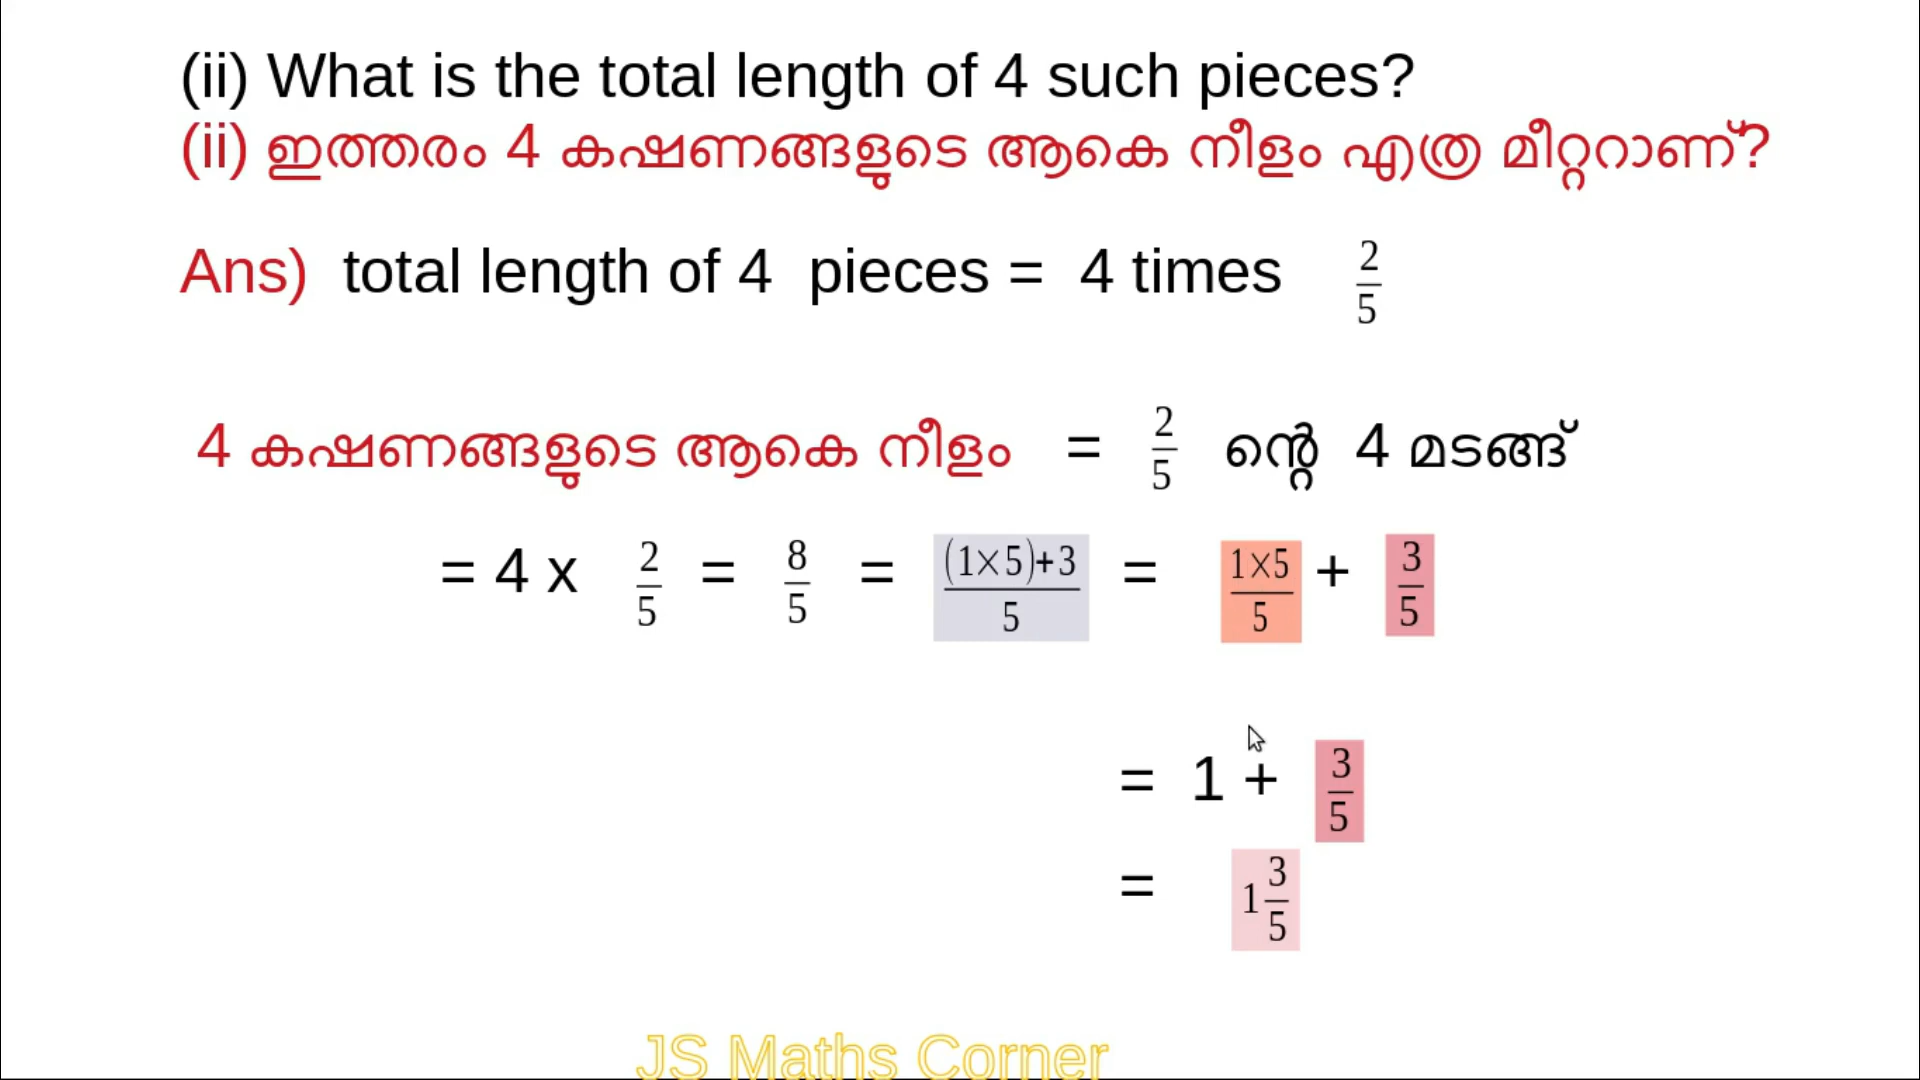 (ii) What is the total length of 4 such pieces?
(ii) ഇത്തരം 4 കഷണങ്ങളുടെ ആകെ നീളം എത്ര മീറ്ററാണ്?
Ans) total length of 4 pieces = 4 times 2/5
4 കഷണങ്ങളുടെ ആകെ നീളം = 2/5 ന്റെ 4 മടങ്ങ്
= 4 x 2/5 = 8/5 = (1×5)+3/5 = 1×5/5 + 3/5
= 1 + 3/5
= 1 3/5
JS Maths Corner